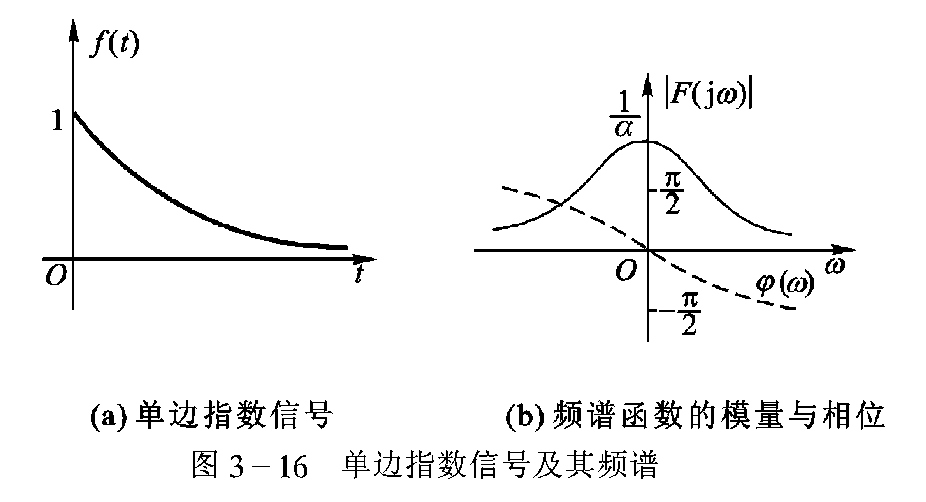 f(t)
1
O
t
1/α
|F(jω)|
π/2
O
ω
φ(ω)
-π/2
(a) 单边指数信号
(b) 频谱函数的模量与相位
图 3-16 单边指数信号及其频谱